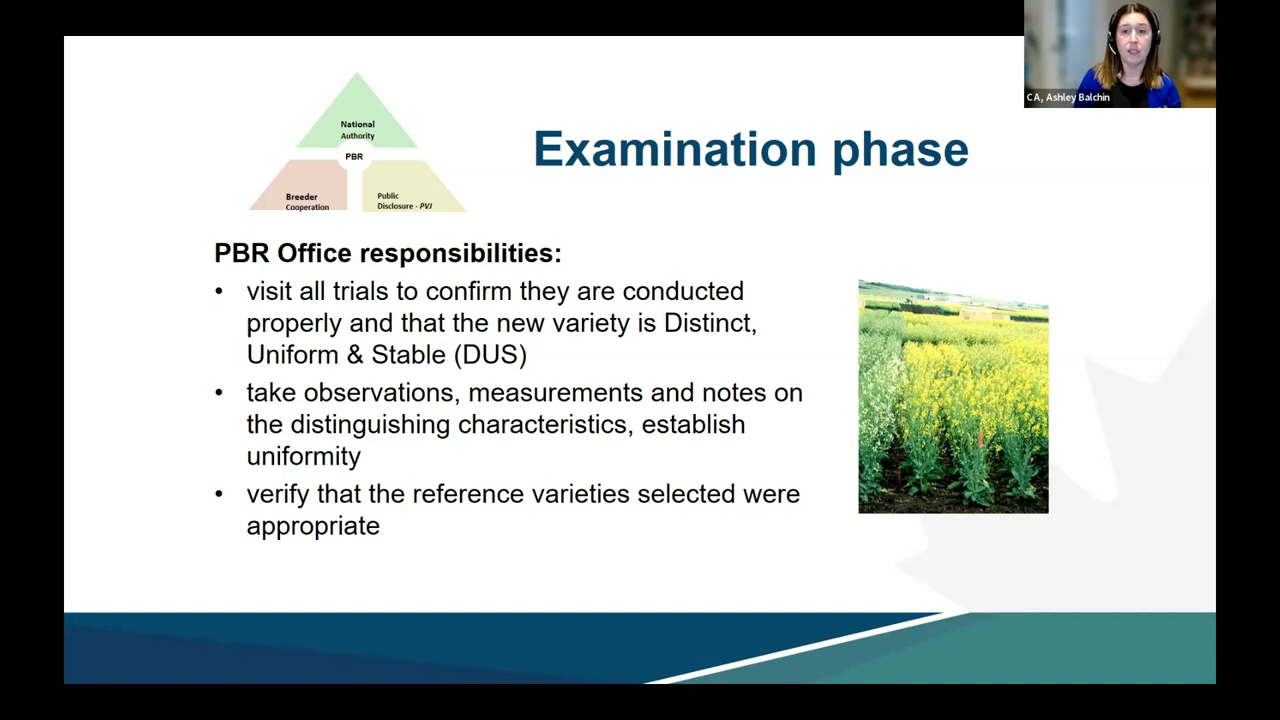 CA, Ashley Balchin
National
Authority
PBR
Breeder
Cooperation
Public
Disclosure - PVJ
Examination phase
PBR Office responsibilities:
• visit all trials to confirm they are conducted
properly and that the new variety is Distinct,
Uniform & Stable (DUS)
• take observations, measurements and notes on
the distinguishing characteristics, establish
uniformity
• verify that the reference varieties selected were
appropriate